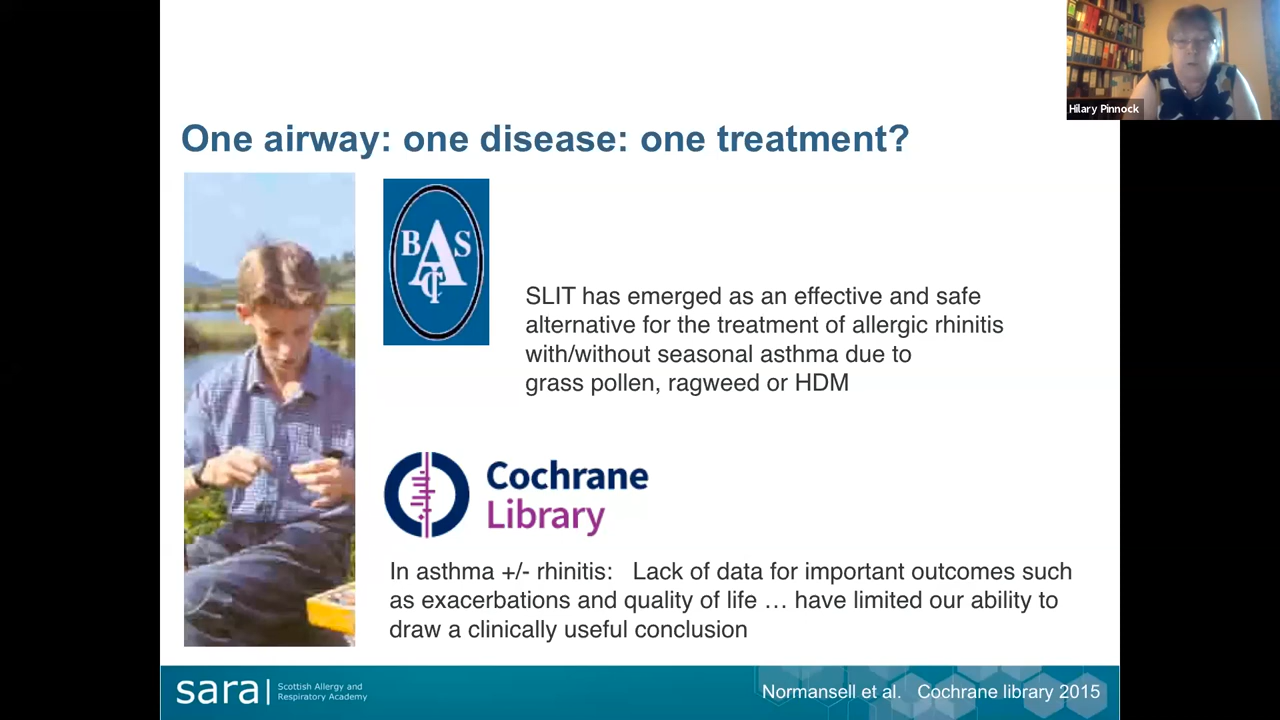 Hilary Pinnock
One airway: one disease: one treatment?
BSACI
SLIT has emerged as an effective and safe
alternative for the treatment of allergic rhinitis
with/without seasonal asthma due to
grass pollen, ragweed or HDM
Cochrane
Library
In asthma +/- rhinitis: Lack of data for important outcomes such
as exacerbations and quality of life … have limited our ability to
draw a clinically useful conclusion
sara
Scottish Allergy and
Respiratory Academy
Normansell et al. Cochrane library 2015